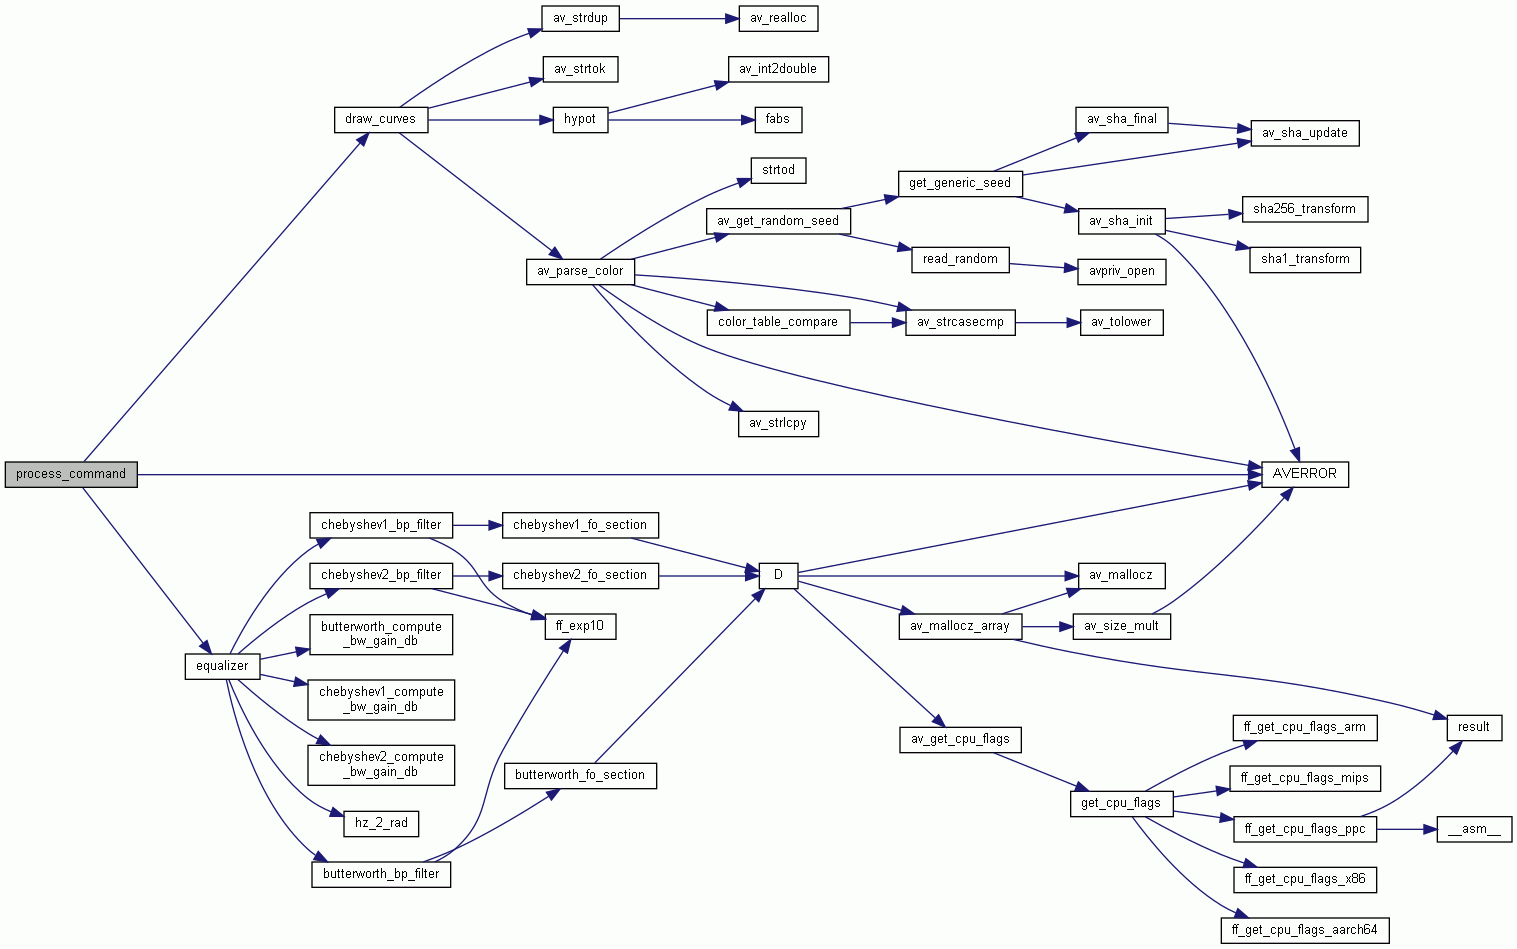 av_strdup
av_realloc
av_strtok
av_int2double
draw_curves
hypot
fabs
av_sha_final
av_sha_update
strtod
get_generic_seed
av_get_random_seed
av_sha_init
sha256_transform
read_random
sha1_transform
av_parse_color
avpriv_open
color_table_compare
av_strcasecmp
av_tolower
av_strlcpy
process_command
AVERROR
chebyshev1_bp_filter
chebyshev1_fo_section
chebyshev2_bp_filter
chebyshev2_fo_section
D
av_mallocz
butterworth_compute
_bw_gain_db
ff_exp10
av_mallocz_array
av_size_mult
equalizer
chebyshev1_compute
_bw_gain_db
result
ff_get_cpu_flags_arm
av_get_cpu_flags
chebyshev2_compute
_bw_gain_db
butterworth_fo_section
ff_get_cpu_flags_mips
get_cpu_flags
hz_2_rad
ff_get_cpu_flags_ppc
__asm__
butterworth_bp_filter
ff_get_cpu_flags_x86
ff_get_cpu_flags_aarch64